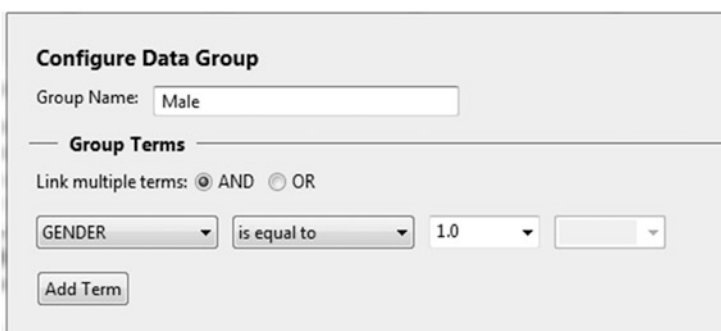 Configure Data Group
Group Name: Male
Group Terms
Link multiple terms: AND OR
GENDER is equal to 1.0
Add Term